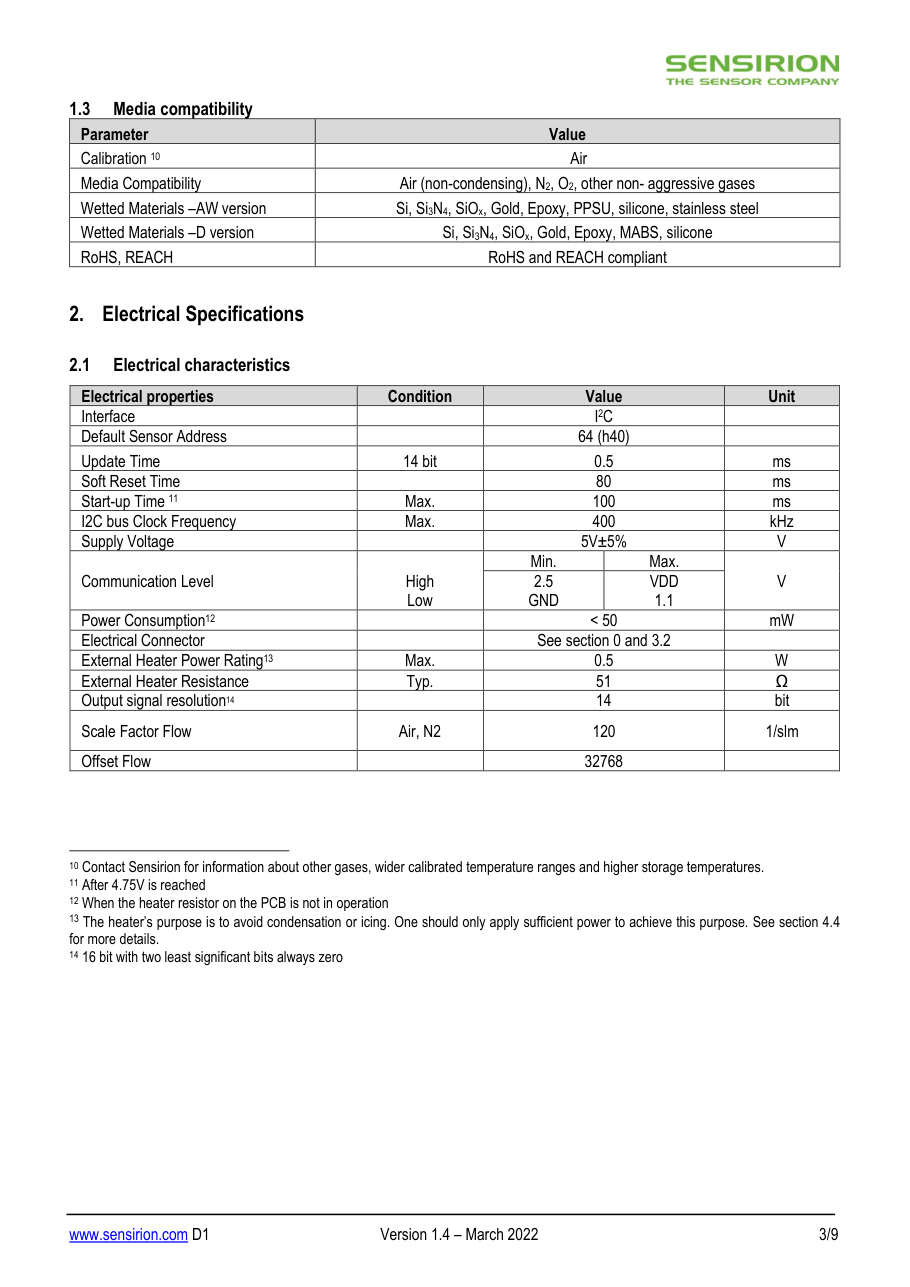 SENSIRION
THE SENSOR COMPANY
1.3 Media compatibility
Parameter Value
Calibration 10 Air
Media Compatibility Air (non-condensing), N2, O2, other non- aggressive gases
Wetted Materials –AW version Si, Si3N4, SiOx, Gold, Epoxy, PPSU, silicone, stainless steel
Wetted Materials –D version Si, Si3N4, SiOx, Gold, Epoxy, MABS, silicone
RoHS, REACH RoHS and REACH compliant
2. Electrical Specifications
2.1 Electrical characteristics
Electrical properties Condition Value Unit
Interface I2C
Default Sensor Address 64 (h40)
Update Time 14 bit 0.5 ms
Soft Reset Time 80 ms
Start-up Time 11 Max. 100 ms
I2C bus Clock Frequency Max. 400 kHz
Supply Voltage 5V±5% V
Min. Max.
Communication Level High 2.5 VDD V
Low GND 1.1
Power Consumption12 < 50 mW
Electrical Connector See section 0 and 3.2
External Heater Power Rating13 Max. 0.5 W
External Heater Resistance Typ. 51 Ω
Output signal resolution14 14 bit
Scale Factor Flow Air, N2 120 1/slm
Offset Flow 32768
10 Contact Sensirion for information about other gases, wider calibrated temperature ranges and higher storage temperatures.
11 After 4.75V is reached
12 When the heater resistor on the PCB is not in operation
13 The heater’s purpose is to avoid condensation or icing. One should only apply sufficient power to achieve this purpose. See section 4.4
for more details.
14 16 bit with two least significant bits always zero
www.sensirion.com D1 Version 1.4 – March 2022 3/9